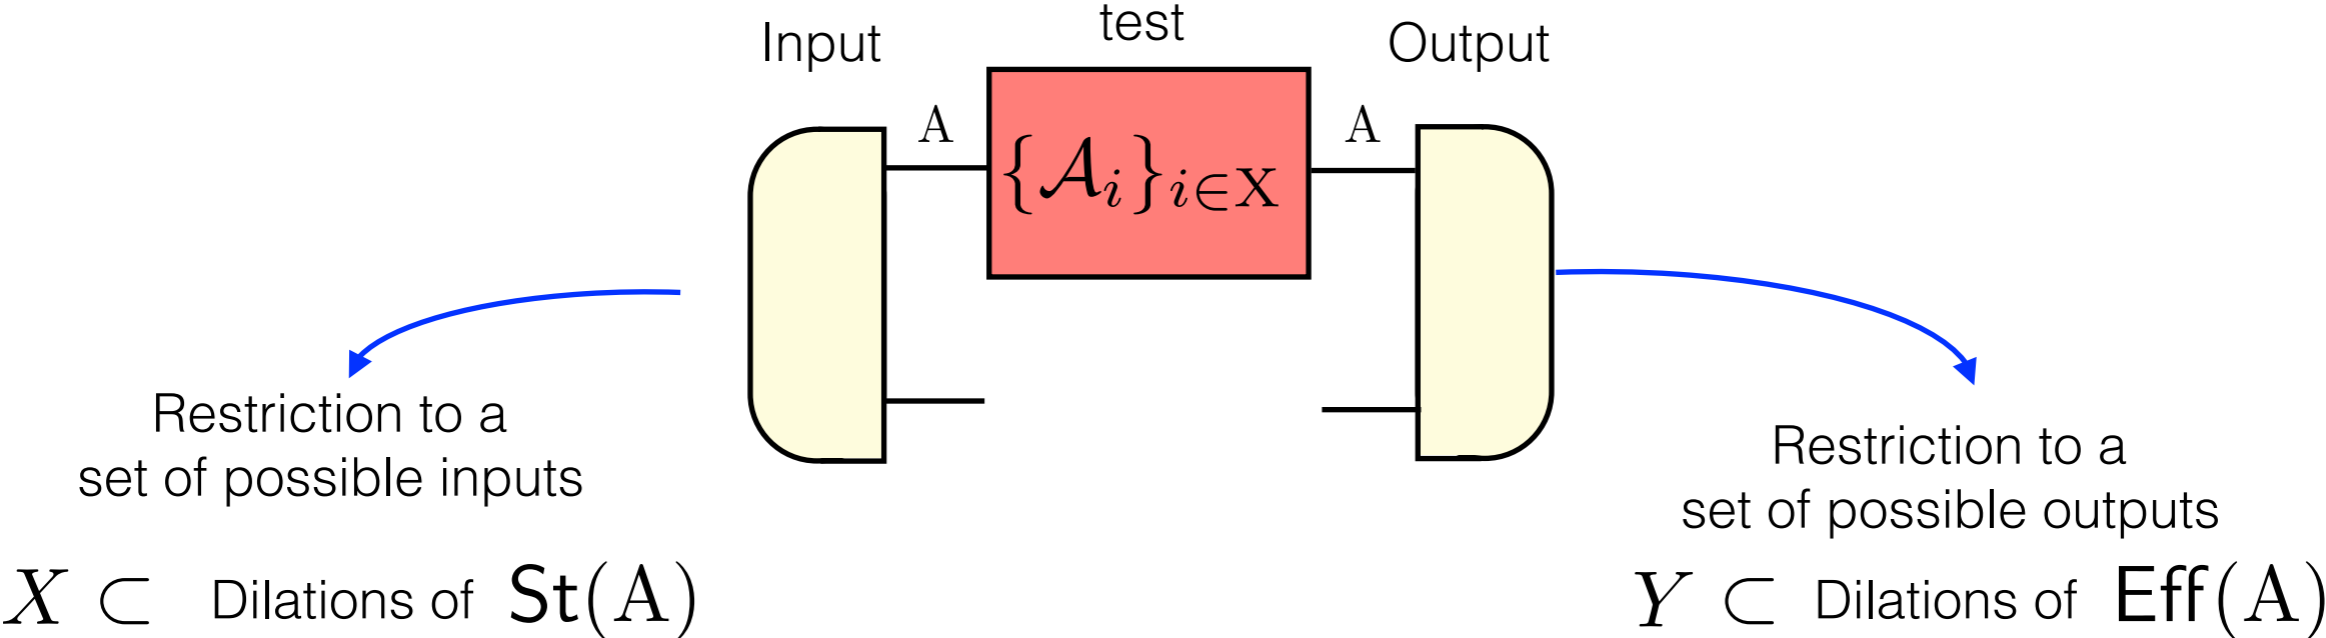 Input
test
Output
A
A
{𝒜ᵢ}ᵢ∈X
Restriction to a
set of possible inputs
X ⊂ Dilations of St(A)
Restriction to a
set of possible outputs
Y ⊂ Dilations of Eff(A)